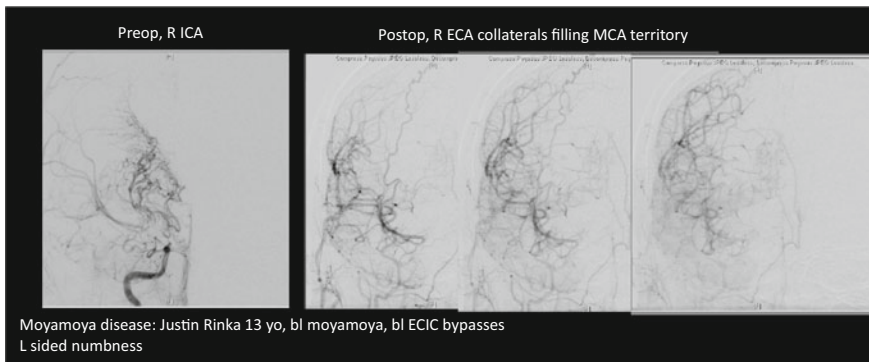 Preop, R ICA
Postop, R ECA collaterals filling MCA territory
Moyamoya disease: Justin Rinka 13 yo, bl moyamoya, bl ECIC bypasses
L sided numbness